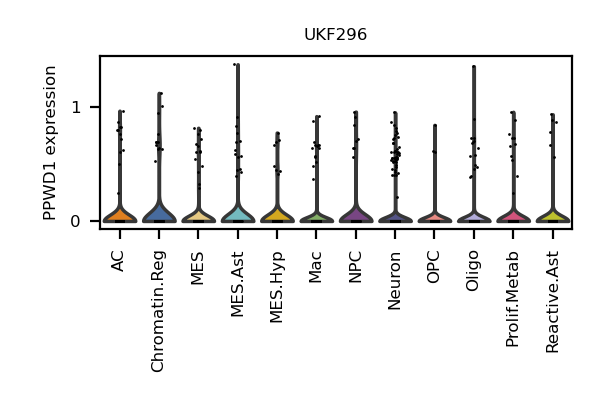 UKF296
PPWD1 expression
1
0
AC
Chromatin.Reg
MES
MES.Ast
MES.Hyp
Mac
NPC
Neuron
OPC
Oligo
Prolif.Metab
Reactive.Ast